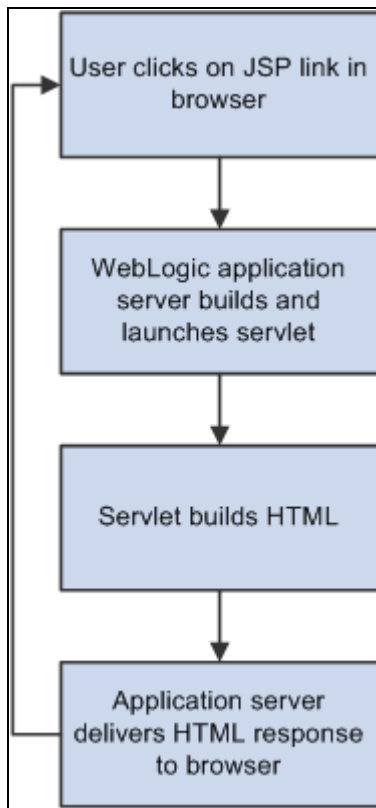 User clicks on JSP link in
browser
WebLogic application
server builds and
launches servlet
Servlet builds HTML
Application server
delivers HTML response
to browser